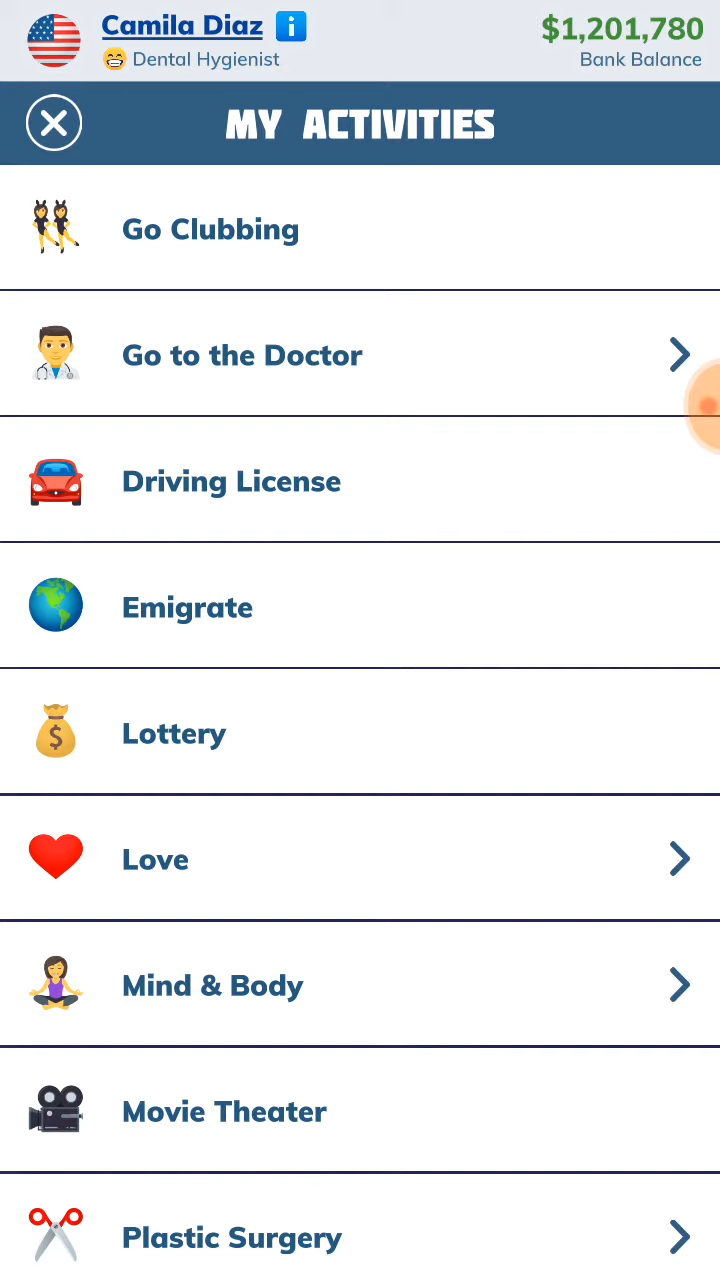 Camila Diaz
$1,201,780
Dental Hygienist
Bank Balance
MY ACTIVITIES
Go Clubbing
Go to the Doctor
Driving License
Emigrate
Lottery
Love
Mind & Body
Movie Theater
Plastic Surgery